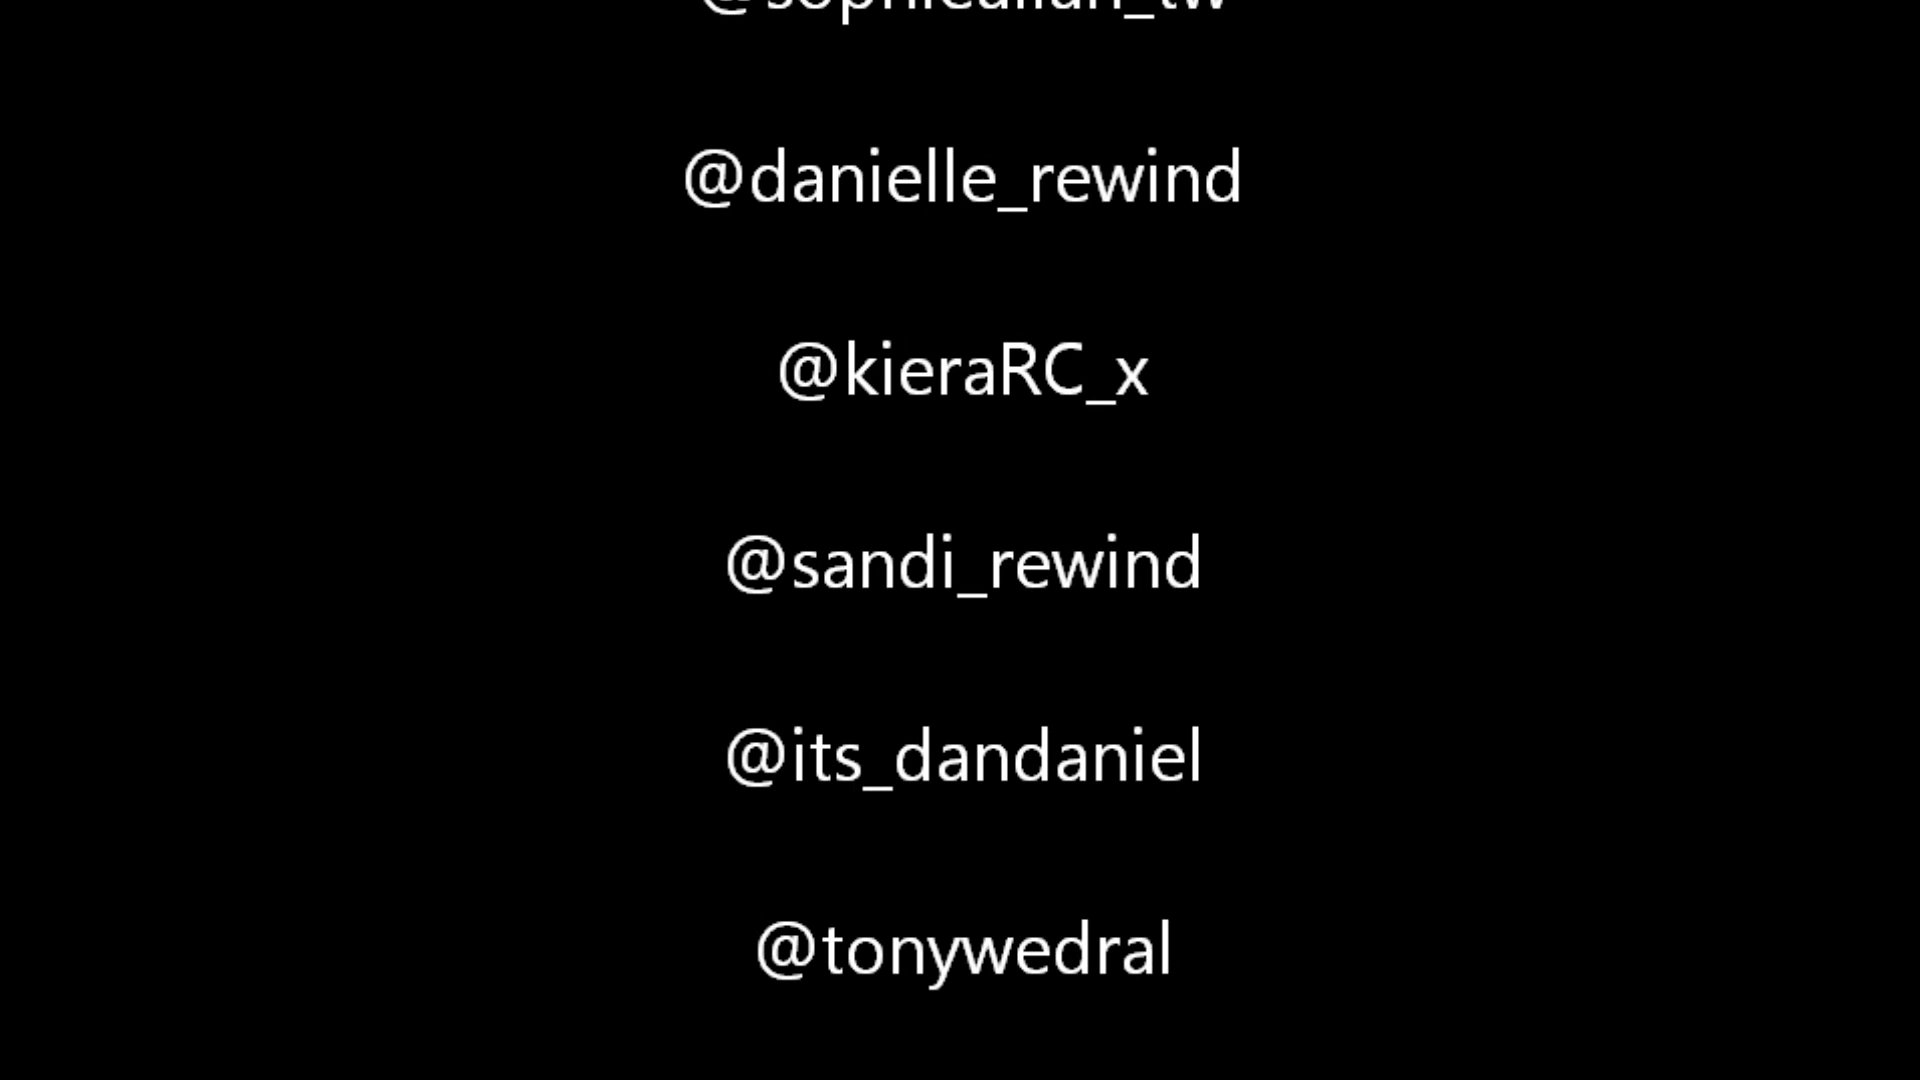 @danielle_rewind
@kieraRC_x
@sandi_rewind
@its_dandaniel
@tonywedral